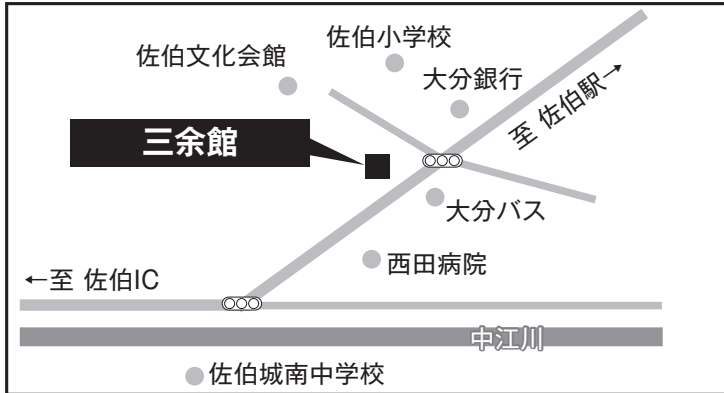 佐伯小学校
佐伯文化会館
大分銀行
至 佐伯駅→
三余館
大分バス
西田病院
←至 佐伯IC
中江川
佐伯城南中学校